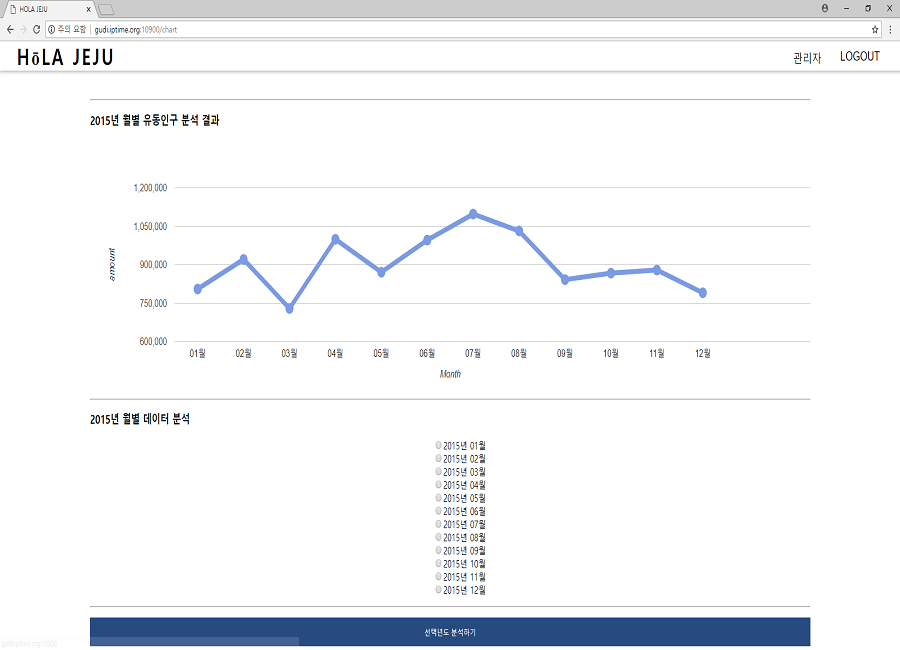 HOLA JEJU
주의 요함 | gudi.iptime.org:10900/chart
HōLA JEJU
관리자 LOGOUT
2015년 월별 유동인구 분석 결과
1,200,000
1,050,000
900,000
750,000
600,000
amount
01월 02월 03월 04월 05월 06월 07월 08월 09월 10월 11월 12월
Month
2015년 월별 데이터 분석
2015년 01월
2015년 02월
2015년 03월
2015년 04월
2015년 05월
2015년 06월
2015년 07월
2015년 08월
2015년 09월
2015년 10월
2015년 11월
2015년 12월
선택년도 분석하기
gudi.iptime.org:10900